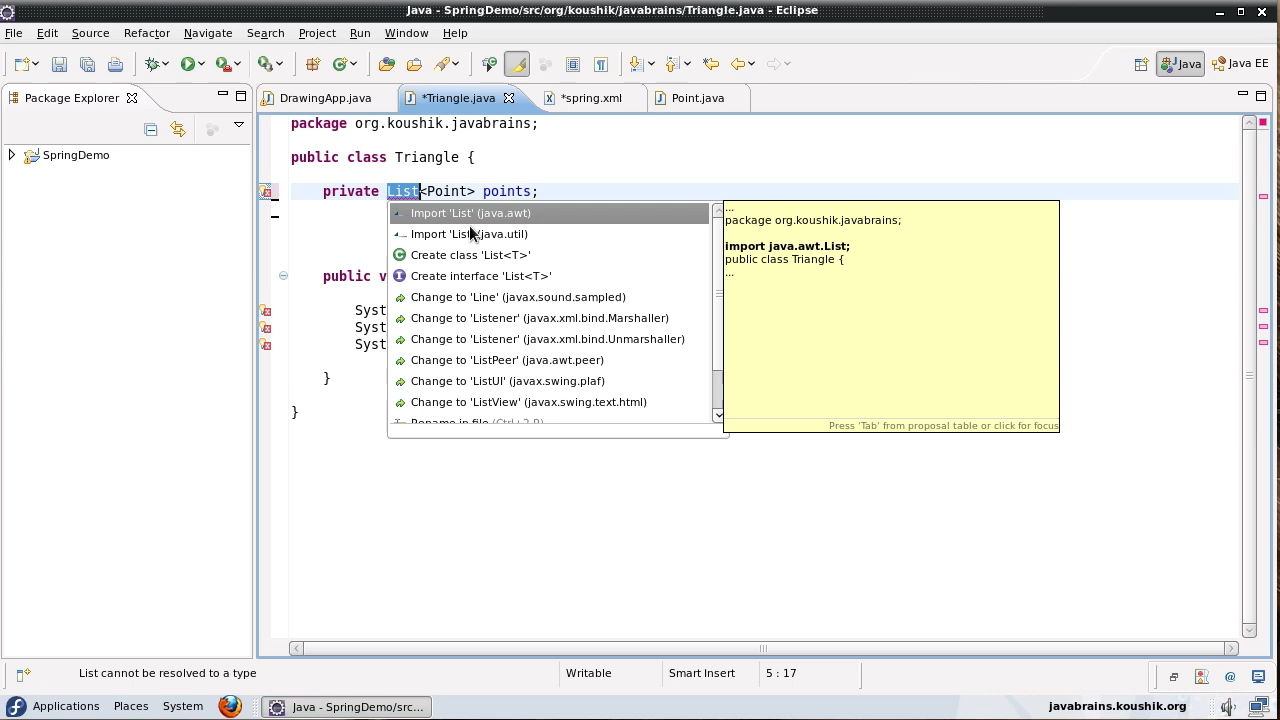 Java - SpringDemo/src/org/koushik/javabrains/Triangle.java - Eclipse
File Edit Source Refactor Navigate Search Project Run Window Help
Java Java EE
Package Explorer
DrawingApp.java *Triangle.java *spring.xml Point.java
SpringDemo
package org.koushik.javabrains;
public class Triangle {
private List<Point> points;
Import 'List' (java.awt)
Import 'List' (java.util)
Create class 'List<T>'
Create interface 'List<T>'
Change to 'Line' (javax.sound.sampled)
Change to 'Listener' (javax.xml.bind.Marshaller)
Change to 'Listener' (javax.xml.bind.Unmarshaller)
Change to 'ListPeer' (java.awt.peer)
Change to 'ListUI' (javax.swing.plaf)
Change to 'ListView' (javax.swing.text.html)
Rename in file (Ctrl+2 R)
...
package org.koushik.javabrains;
import java.awt.List;
public class Triangle {
...
Press 'Tab' from proposal table or click for focus
public v
Syst
Syst
Syst
}
}
List cannot be resolved to a type Writable Smart Insert 5 : 17
Applications Places System Java - SpringDemo/src... javabrains.koushik.org